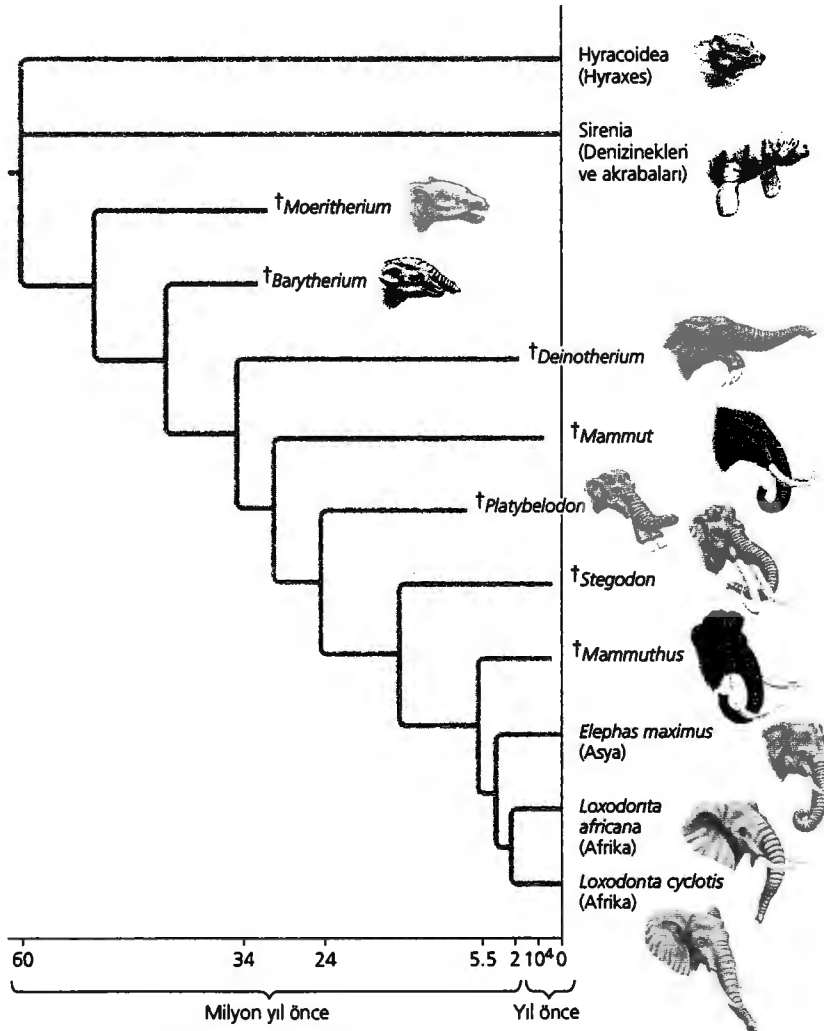 Hyracoidea
(Hyraxes)
Sirenia
(Denizinekleri
ve akrabaları)
†Moeritherium
†Barytherium
†Deinotherium
†Mammut
†Platybelodon
†Stegodon
†Mammuthus
Elephas maximus
(Asya)
Loxodonta
africana
(Afrika)
Loxodonta cyclotis
(Afrika)
60 34 24 5.5 2 10⁴ 0
Milyon yıl önce Yıl önce